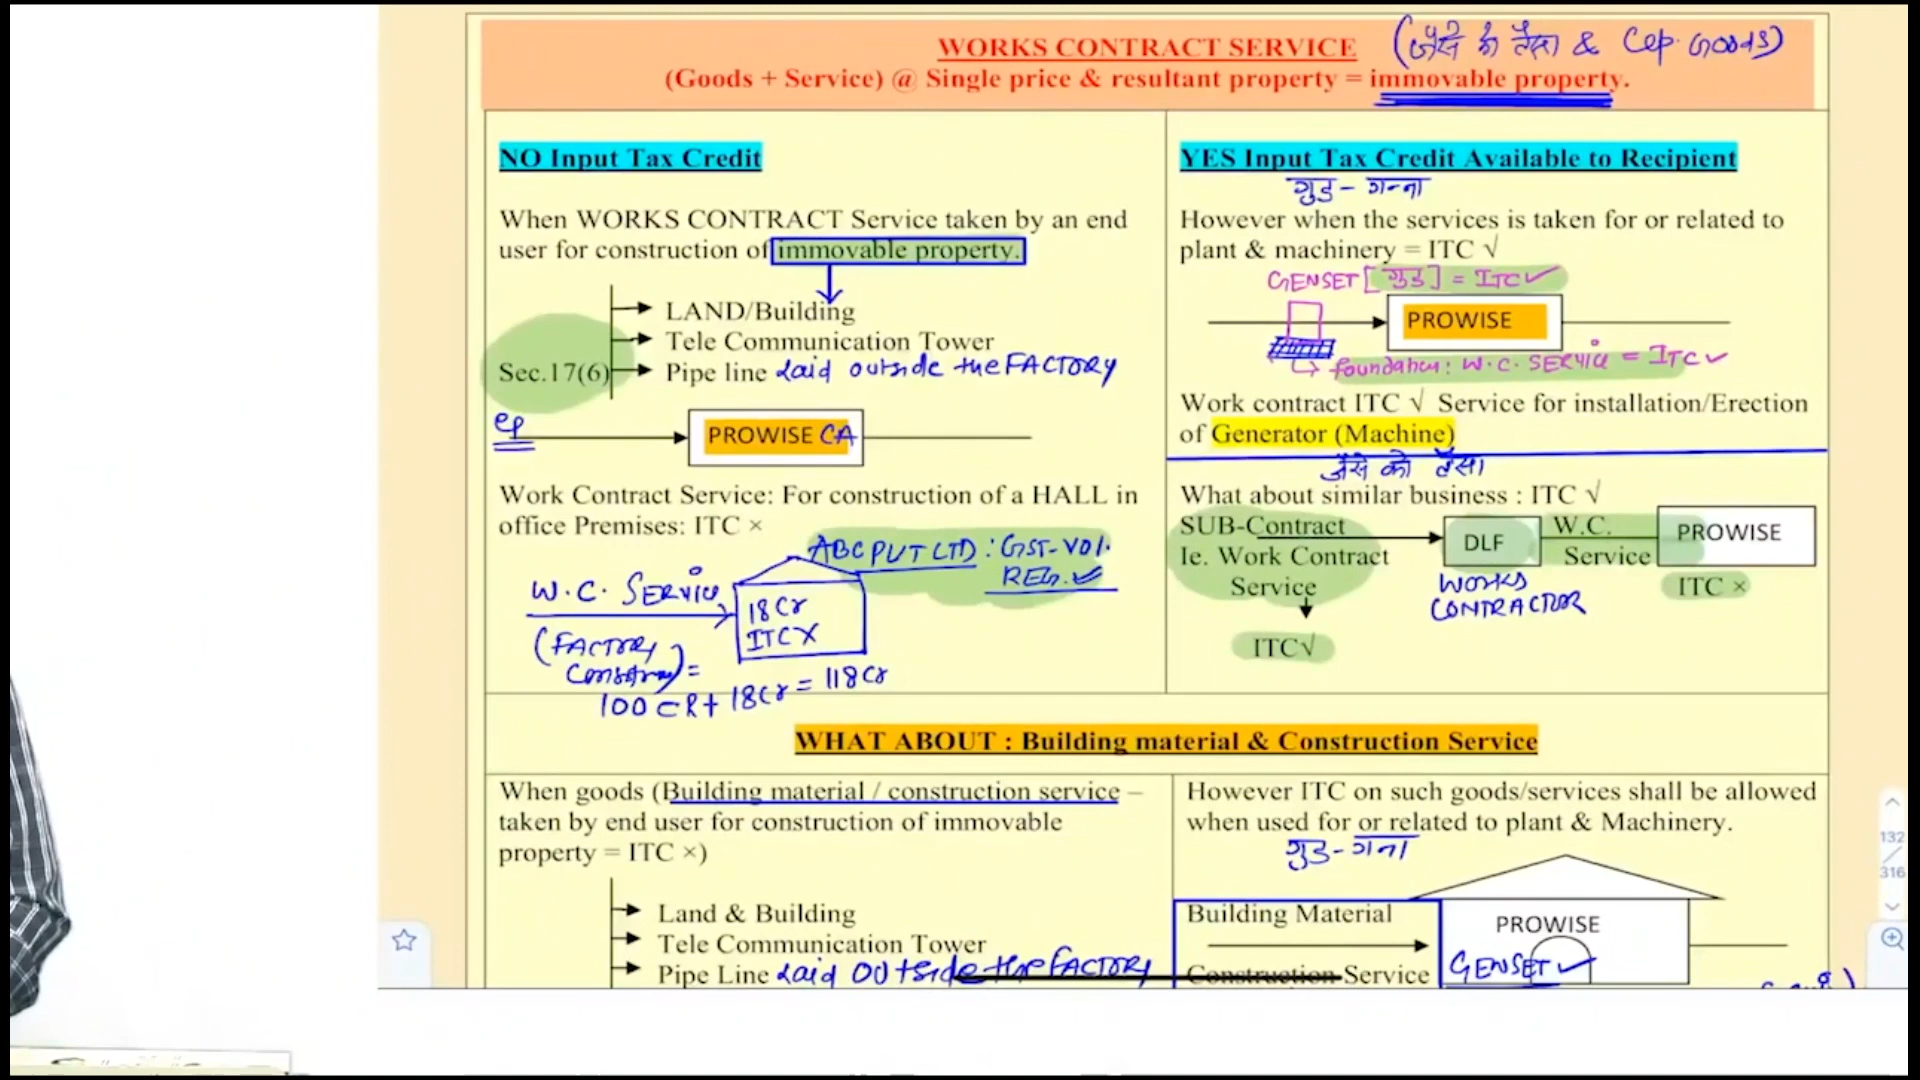 WORKS CONTRACT SERVICE (जैसे को तैसा & Cap. GOODS)
(Goods + Service) @ Single price & resultant property = immovable property.
NO Input Tax Credit
When WORKS CONTRACT Service taken by an end
user for construction of immovable property.
LAND/Building
Tele Communication Tower
Sec.17(6) Pipe line Laid outside the FACTORY
PROWISE CA
Work Contract Service: For construction of a HALL in
office Premises: ITC ×
ABC PVT LTD : GST-VOL.
REG. ✓
W.C. SERVICE
18Cr
ITC X
(FACTORY
=
100 CR + 18Cr = 118Cr
YES Input Tax Credit Available to Recipient
गुड - गन्ना
However when the services is taken for or related to
plant & machinery = ITC √
GENSET [गुड] = ITC ✓
PROWISE
foundation: W.C. SERVICE = ITC ✓
Work contract ITC √ Service for installation/Erection
of Generator (Machine)
जैसे को तैसा
What about similar business : ITC √
SUB-Contract DLF W.C. PROWISE
Ie. Work Contract Service
Service WORKS ITC ×
CONTRACTOR
ITC√
WHAT ABOUT : Building material & Construction Service
When goods (Building material / construction service –
taken by end user for construction of immovable
property = ITC ×)
Land & Building
Tele Communication Tower
Pipe Line Laid Outside the FACTORY
However ITC on such goods/services shall be allowed
when used for or related to plant & Machinery.
गुड - गन्ना
Building Material PROWISE
Construction Service GENSET ✓
132
/
316